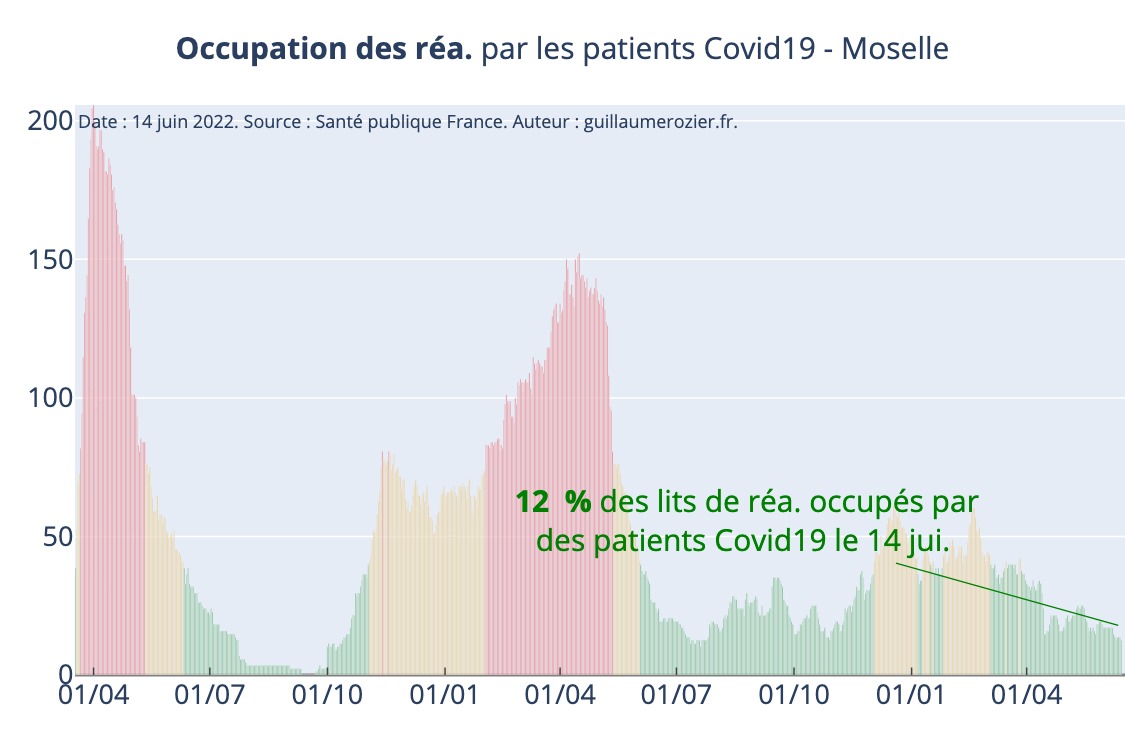 Occupation des réa. par les patients Covid19 - Moselle
200
Date : 14 juin 2022. Source : Santé publique France. Auteur : guillaumerozier.fr.
150
100
12 % des lits de réa. occupés par
des patients Covid19 le 14 jui.
50
0
01/04 01/07 01/10 01/01 01/04 01/07 01/10 01/01 01/04